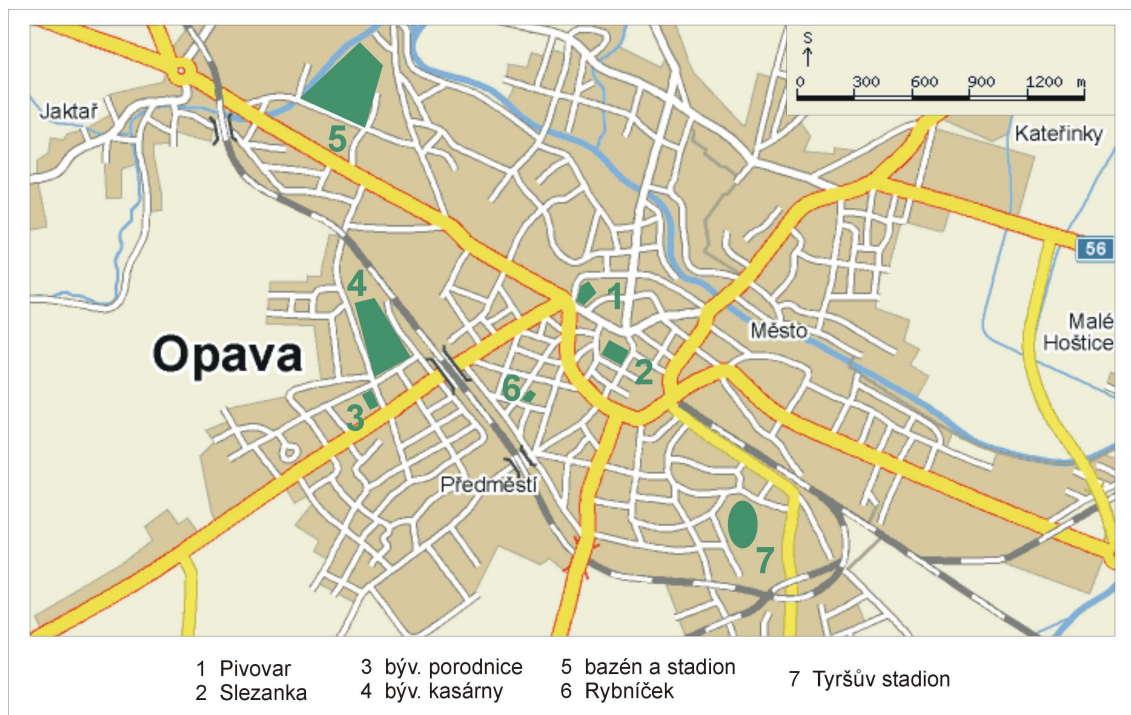 S
0 300 600 900 1200 m
Jaktař
5
Kateřinky
56
4
1
Město
Malé
Hoštice
Opava
2
6
3
Předměstí
7
1 Pivovar
2 Slezanka
3 býv. porodnice
4 býv. kasárny
5 bazén a stadion
6 Rybníček
7 Tyršův stadion